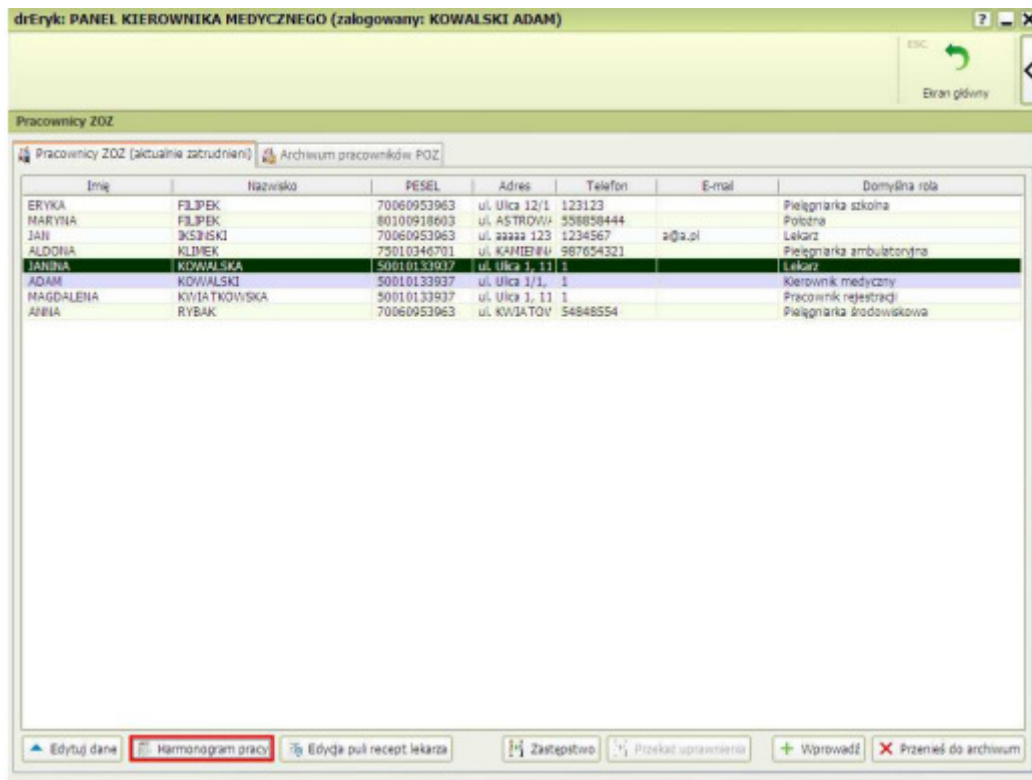 drEryk: PANEL KIEROWNIKA MEDYCZNEGO (zalogowany: KOWALSKI ADAM)
ESC
Ekran główny
Pracownicy ZOZ
Pracownicy ZOZ (aktualnie zatrudnieni) Archiwum pracowników POZ
Imię Nazwisko PESEL Adres Telefon E-mail Domyślna rola
ERYKA FILIPEK 70060953963 ul. Ulica 12/1 123123 Pielęgniarka szkolna
MARYNA FILIPEK 80100918603 ul. ASTROWA 558858444 Położna
JAN IKSINSKI 70060953963 ul. aaaaa 123 1234567 a@a.pl Lekarz
ALDONA KLIMEK 75010346701 ul. KAMIENN 987654321 Pielęgniarka ambulatoryjna
JANINA KOWALSKA 50010133937 ul. Ulica 1, 11 1 Lekarz
ADAM KOWALSKI 50010133937 ul. Ulica 1/1, 1 Kierownik medyczny
MAGDALENA KWIATKOWSKA 50010133937 ul. Ulica 1, 11 1 Pracownik rejestracji
ANNA RYBAK 70060953963 ul. KWIATOW 54848554 Pielęgniarka środowiskowa
Edytuj dane Harmonogram pracy Edycja puli recept lekarza Zastępstwo Przekaż uprawnienia Wprowadź Przenieś do archiwum